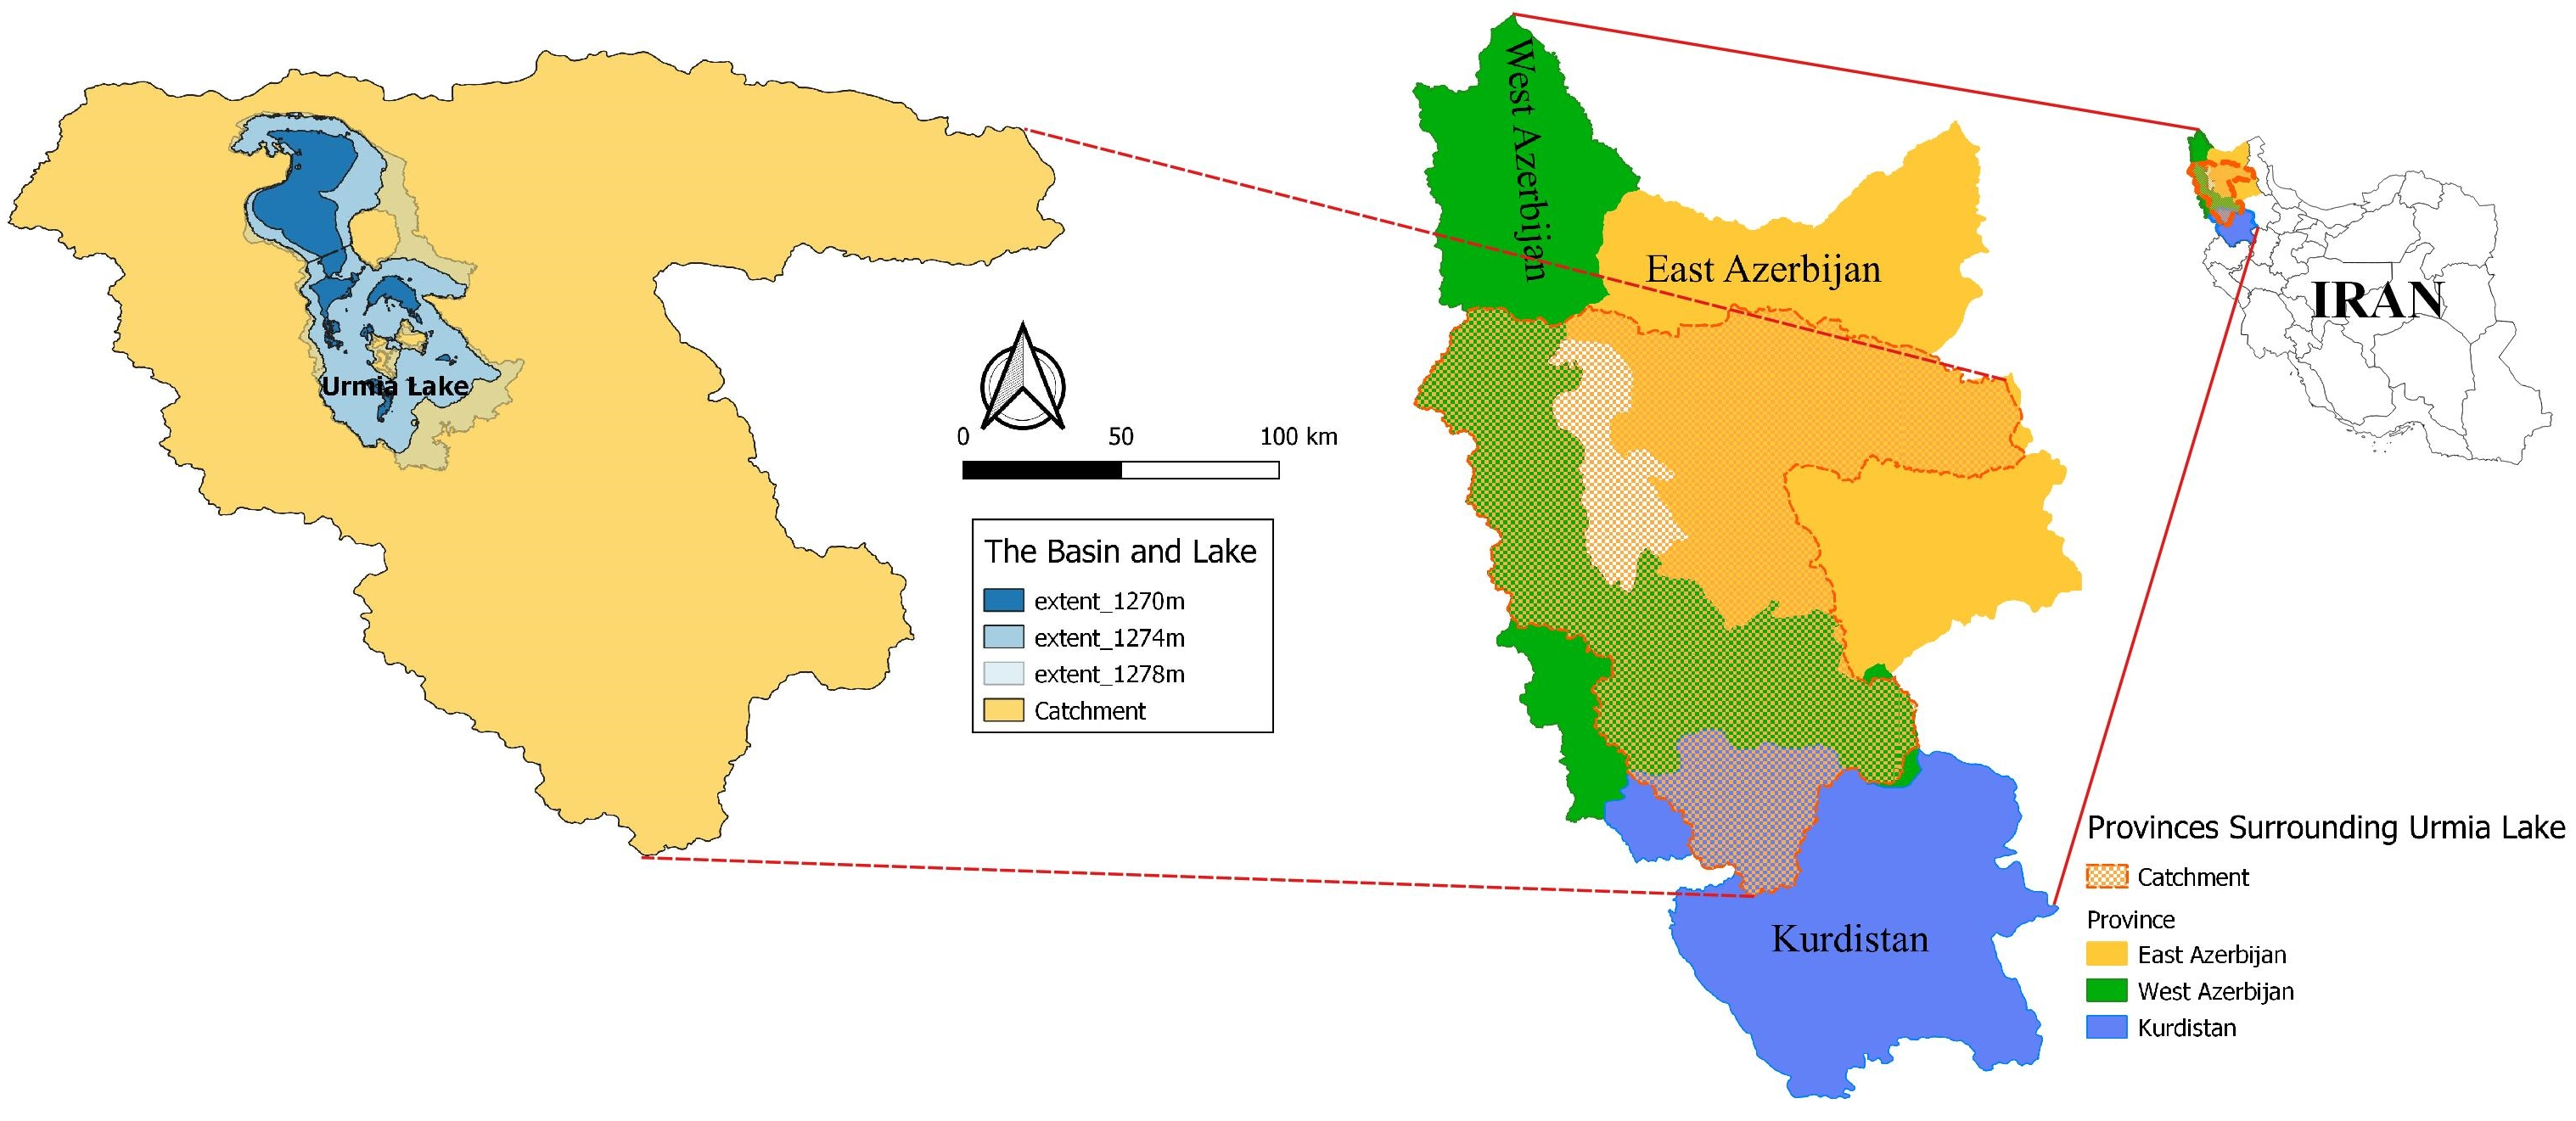 Urmia Lake
0 50 100 km
The Basin and Lake
extent_1270m
extent_1274m
extent_1278m
Catchment
West Azerbijan
East Azerbijan
Kurdistan
IRAN
Provinces Surrounding Urmia Lake
Catchment
Province
East Azerbijan
West Azerbijan
Kurdistan